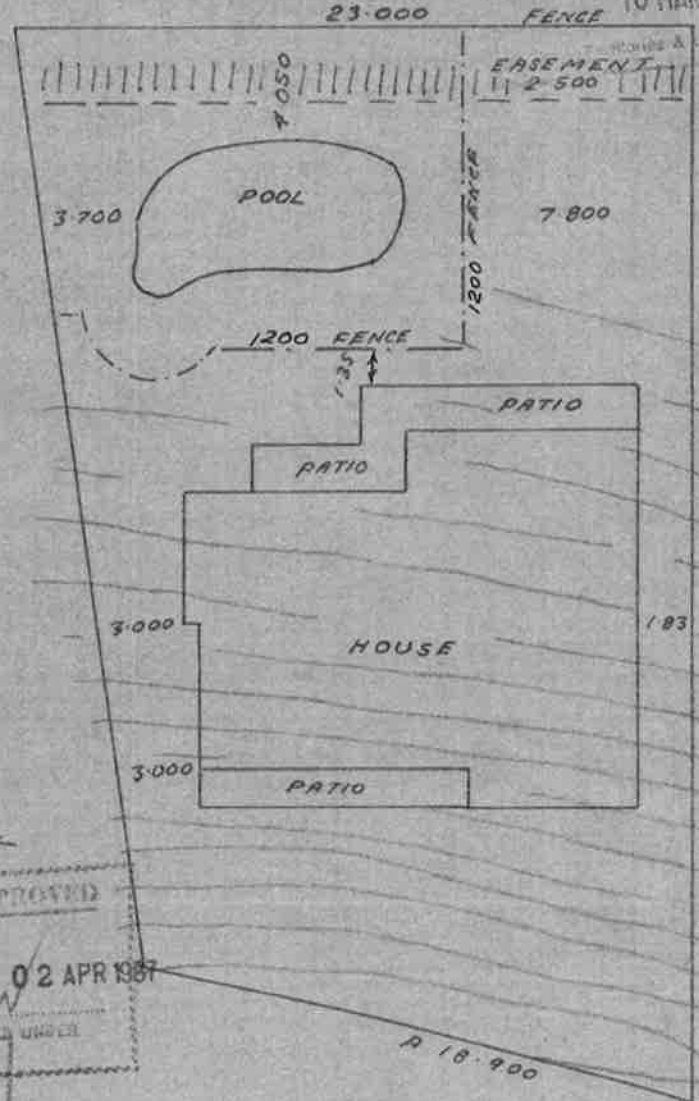 23·000 FENCE
EASEMENT
2·500
4·050
POOL
3·700
7·800
1200 FENCE
1200 FENCE
1·35
PATIO
PATIO
3·000
HOUSE
1·83
3·000
PATIO
02 APR 1987
UNDER
18·900